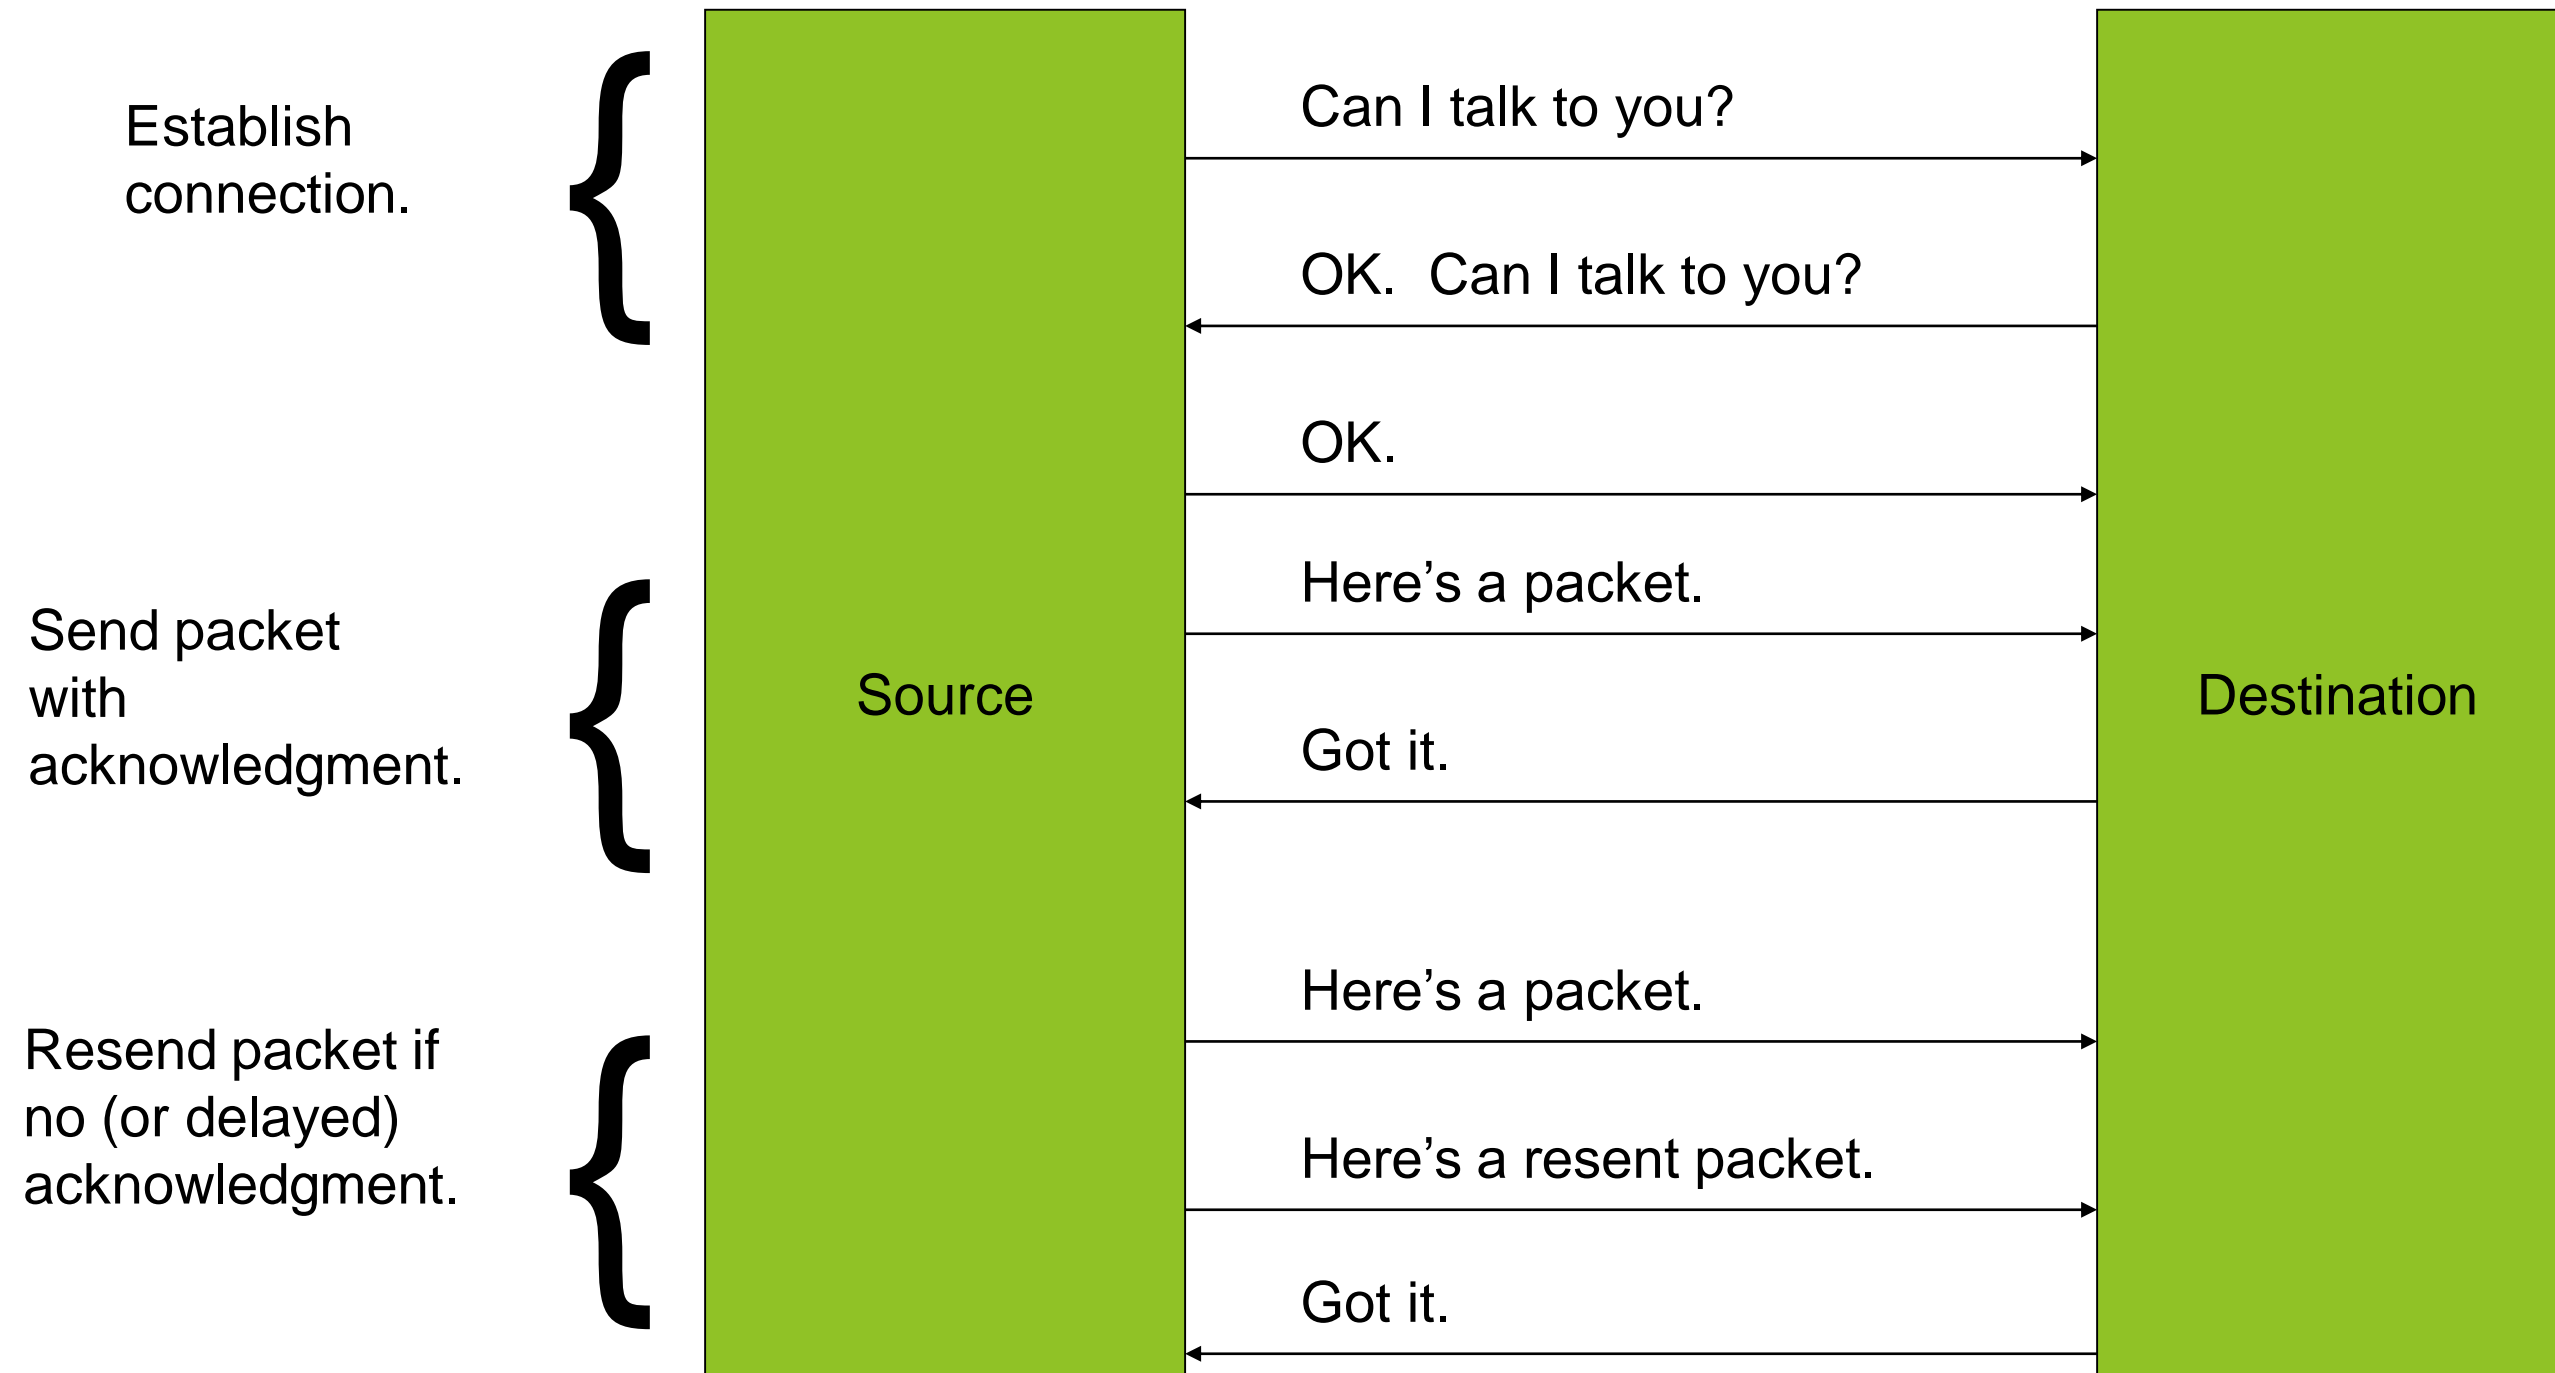 Establish
connection.
Can I talk to you?
OK.  Can I talk to you?
OK.
Send packet
with
acknowledgment.
Source
Here’s a packet.
Got it.
Destination
Resend packet if
no (or delayed)
acknowledgment.
Here’s a packet.
Here’s a resent packet.
Got it.